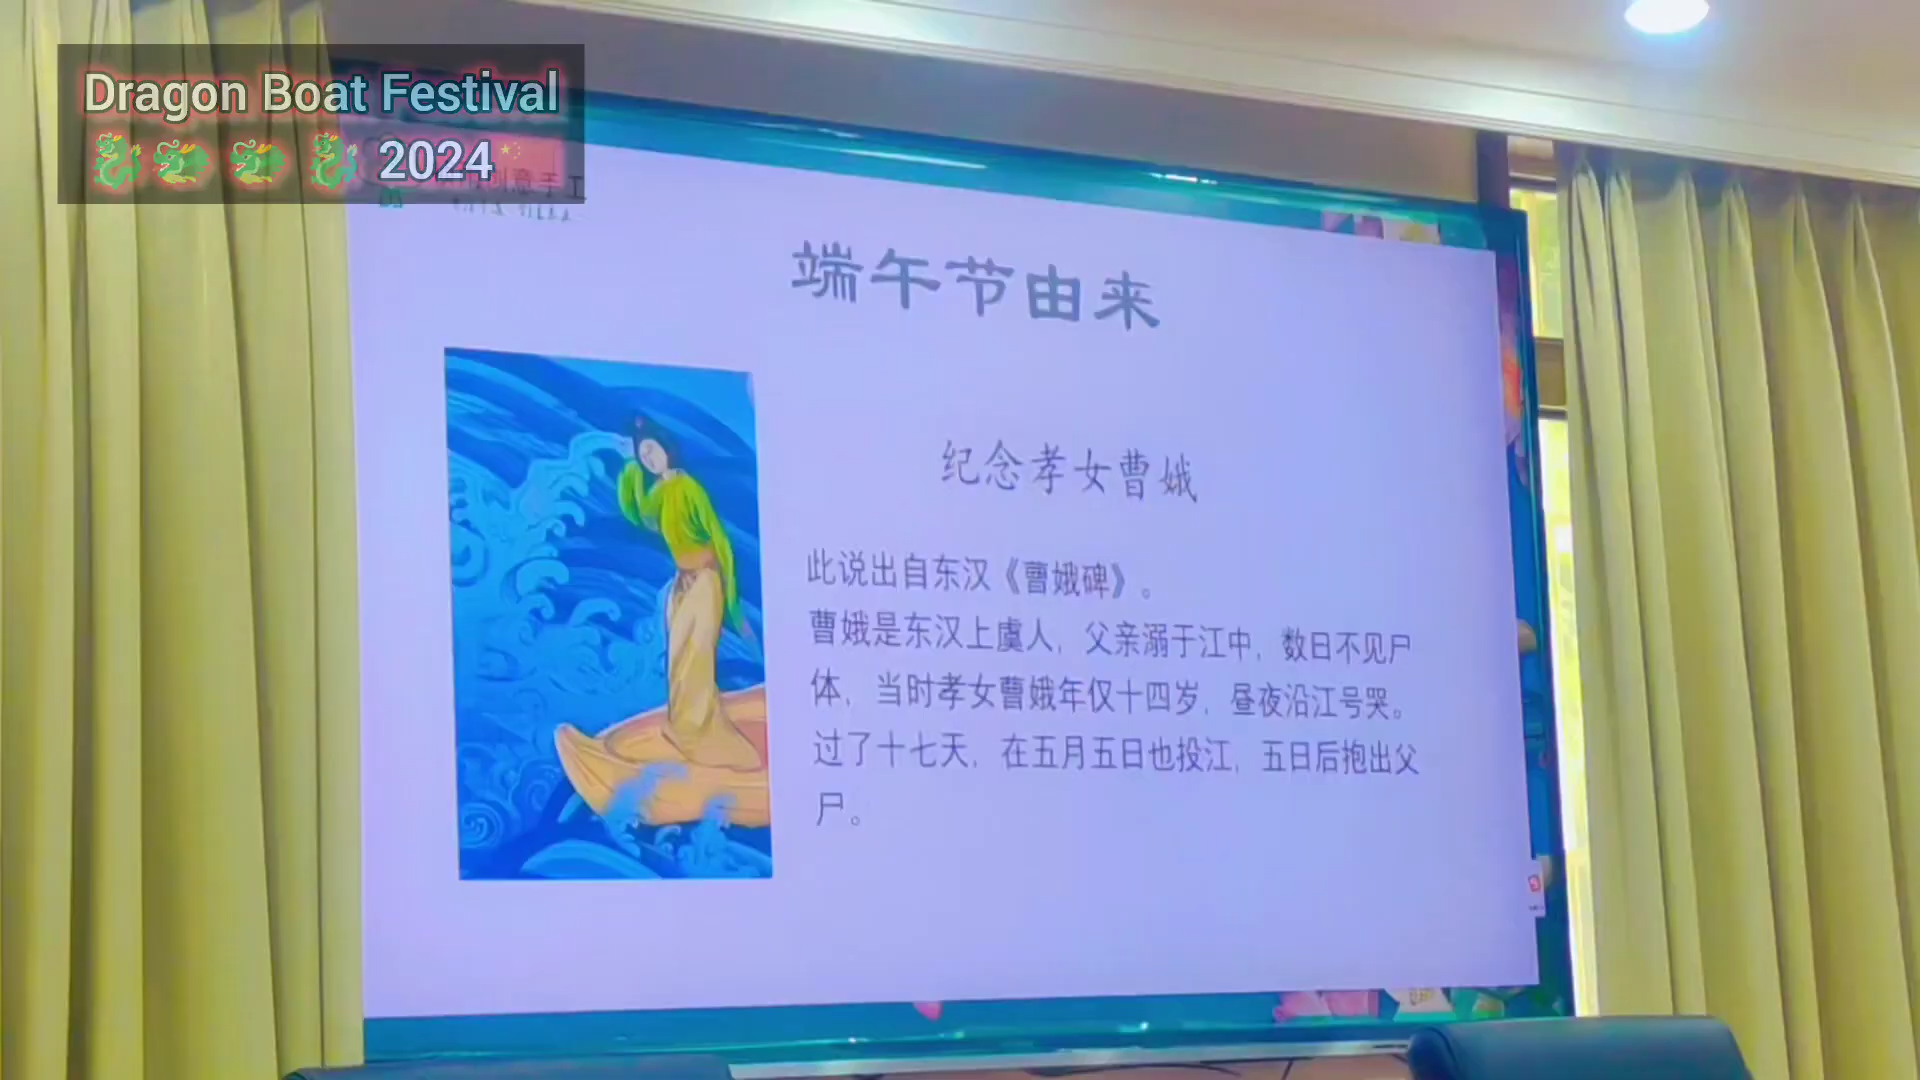 Dragon Boat Festival
🐉🐲🐲🐉 2024
创意手工
端午节由来
纪念孝女曹娥
此说出自东汉《曹娥碑》。
曹娥是东汉上虞人，父亲溺于江中，数日不见尸
体，当时孝女曹娥年仅十四岁，昼夜沿江号哭。
过了十七天，在五月五日也投江，五日后抱出父
尸。